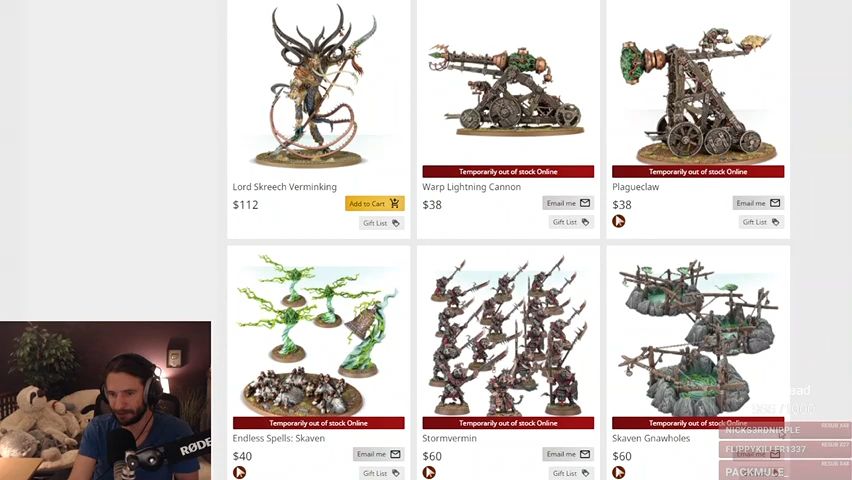 Temporarily out of stock Online
Temporarily out of stock Online
Lord Skreech Verminking
Warp Lightning Cannon
Plagueclaw
$112
Add to Cart
$38
Email me
$38
Email me
Gift List
Gift List
Gift List
Temporarily out of stock Online
Temporarily out of stock Online
Temporarily out of stock Online
Endless Spells: Skaven
Stormvermin
Skaven Gnawholes
$40
Email me
$60
Email me
$60
Gift List
Gift List
NICKS3RDNIPPLE
FLIPPYKILLER1337
PACKMULE_
RØDE